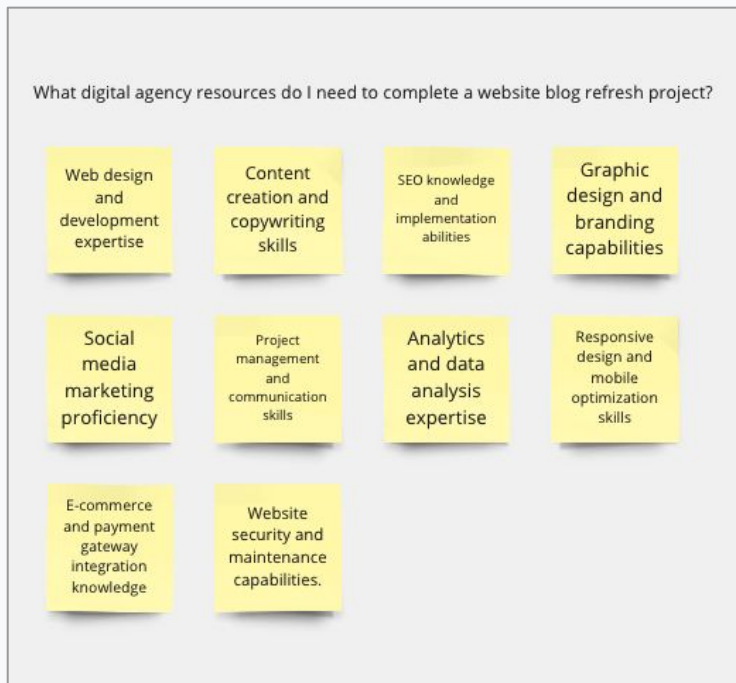 What digital agency resources do I need to complete a website blog refresh project?
Web design
and
development
expertise
Content
creation and
copywriting
skills
SEO knowledge
and
implementation
abilities
Graphic
design and
branding
capabilities
Social
media
marketing
proficiency
Project
management
and
communication
skills
Analytics
and data
analysis
expertise
Responsive
design and
mobile
optimization
skills
E-commerce
and payment
gateway
integration
knowledge
Website
security and
maintenance
capabilities.